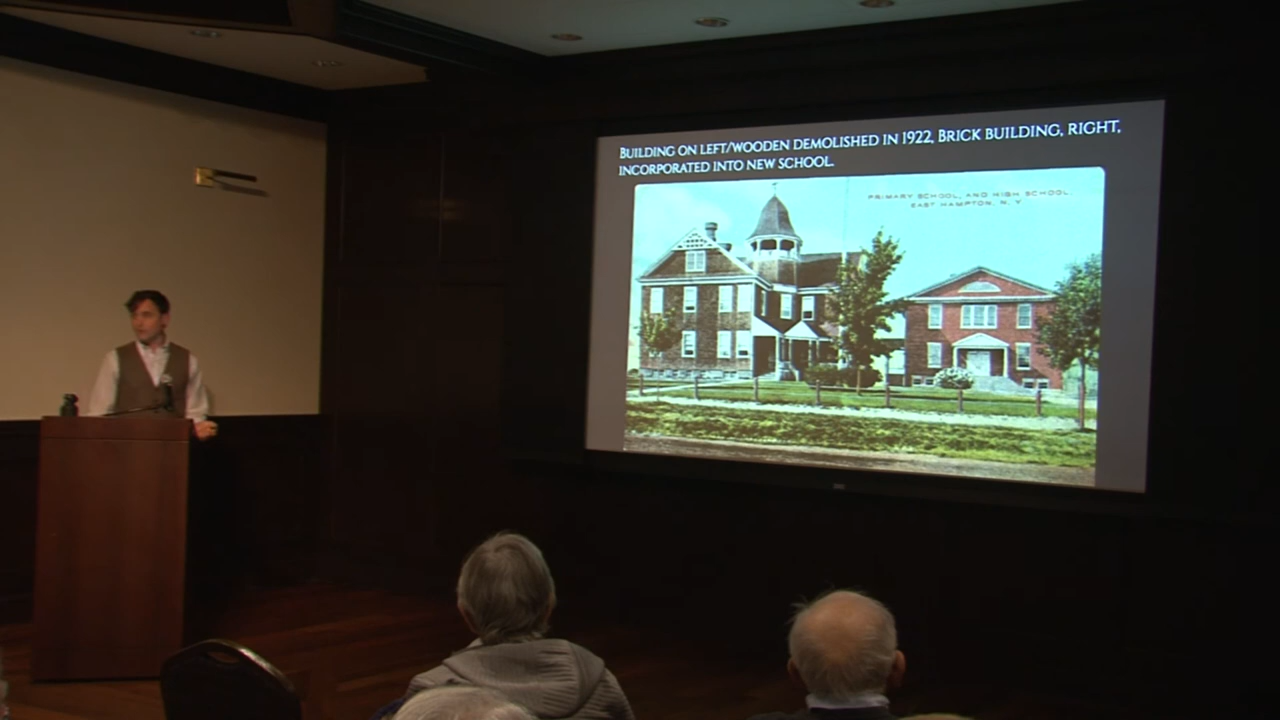 Building on left/wooden demolished in 1922, Brick building, right,
incorporated into new school.
PRIMARY SCHOOL, AND HIGH SCHOOL,
EAST HAMPTON, N. Y